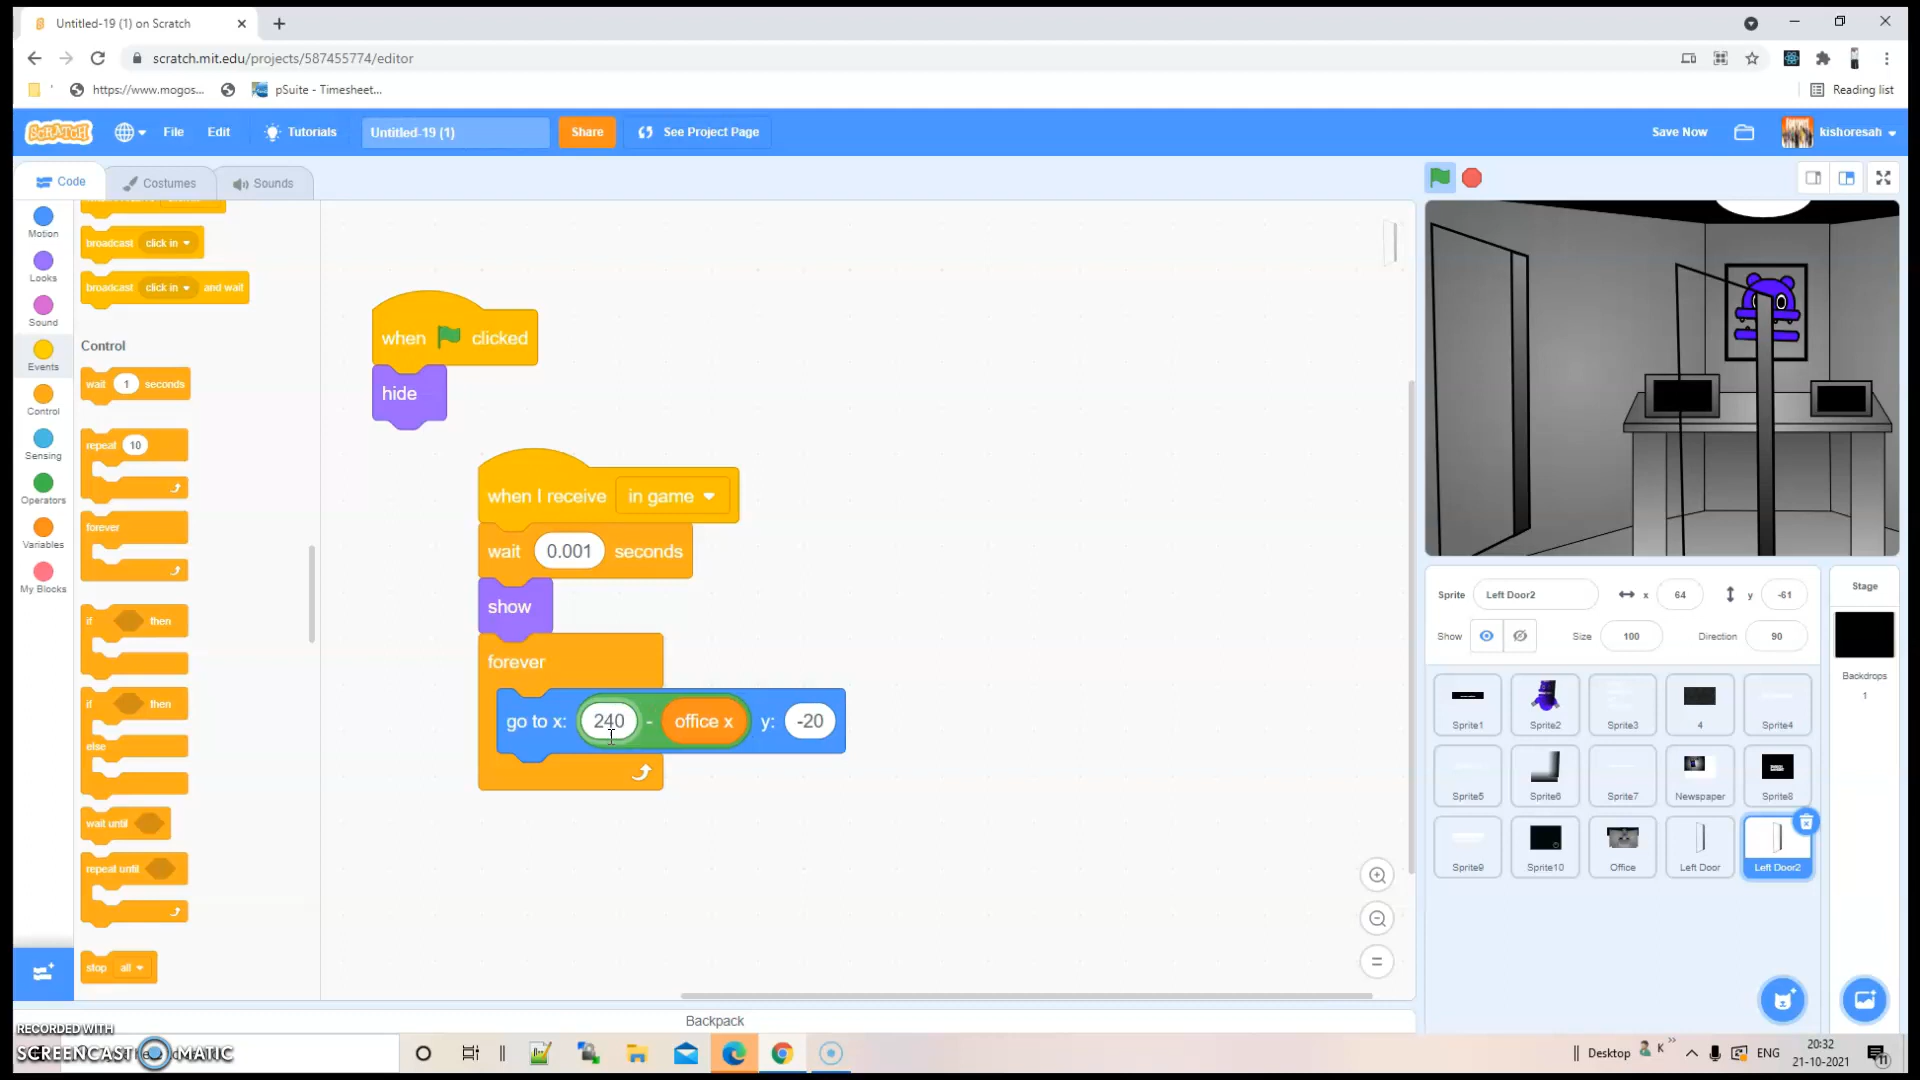 Untitled-19 (1) on Scratch
scratch.mit.edu/projects/587455774/editor
https://www.mogos...
pSuite - Timesheet...
Reading list
SCRATCH
File
Edit
Tutorials
Untitled-19 (1)
Share
See Project Page
Save Now
kishoresah
Code
Costumes
Sounds
Motion
Looks
Sound
Events
Control
Sensing
Operators
Variables
My Blocks
broadcast click in
broadcast click in and wait
Control
wait 1 seconds
repeat 10
forever
if then
if then
else
wait until
repeat until
stop all
when clicked
hide
when I receive in game
wait 0.001 seconds
show
forever
go to x: 240 - office x y: -20
Sprite Left Door2 x 64 y -61
Show Size 100 Direction 90
Stage
Backdrops
1
Sprite1
Sprite2
Sprite3
4
Sprite4
Sprite5
Sprite6
Sprite7
Newspaper
Sprite8
Sprite9
Sprite10
Office
Left Door
Left Door2
Backpack
RECORDED WITH
SCREENCAST MATIC
Desktop
K
ENG
20:32
21-10-2021
11